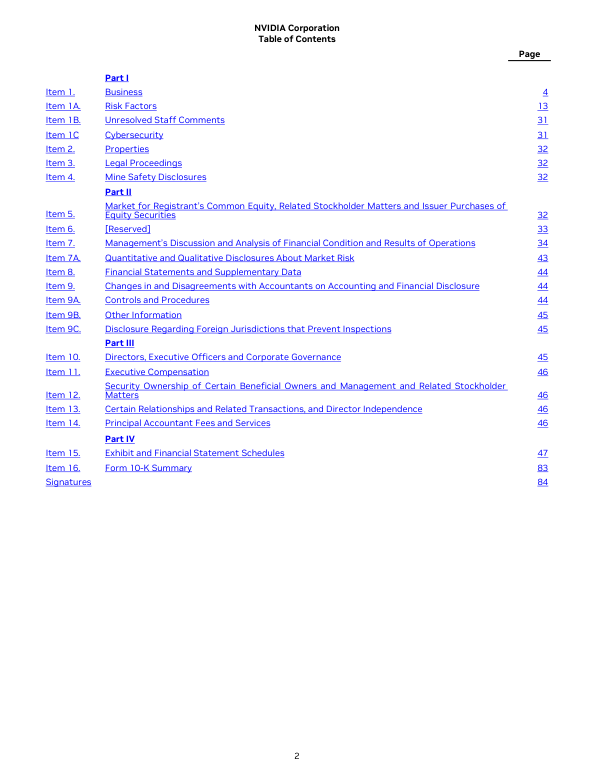 NVIDIA Corporation
Table of Contents
Page
Part I
Item 1. Business 4
Item 1A. Risk Factors 13
Item 1B. Unresolved Staff Comments 31
Item 1C Cybersecurity 31
Item 2. Properties 32
Item 3. Legal Proceedings 32
Item 4. Mine Safety Disclosures 32
Part II
Market for Registrant's Common Equity, Related Stockholder Matters and Issuer Purchases of
Item 5. Equity Securities 32
Item 6. [Reserved] 33
Item 7. Management's Discussion and Analysis of Financial Condition and Results of Operations 34
Item 7A. Quantitative and Qualitative Disclosures About Market Risk 43
Item 8. Financial Statements and Supplementary Data 44
Item 9. Changes in and Disagreements with Accountants on Accounting and Financial Disclosure 44
Item 9A. Controls and Procedures 44
Item 9B. Other Information 45
Item 9C. Disclosure Regarding Foreign Jurisdictions that Prevent Inspections 45
Part III
Item 10. Directors, Executive Officers and Corporate Governance 45
Item 11. Executive Compensation 46
Security Ownership of Certain Beneficial Owners and Management and Related Stockholder
Item 12. Matters 46
Item 13. Certain Relationships and Related Transactions, and Director Independence 46
Item 14. Principal Accountant Fees and Services 46
Part IV
Item 15. Exhibit and Financial Statement Schedules 47
Item 16. Form 10-K Summary 83
Signatures 84
2